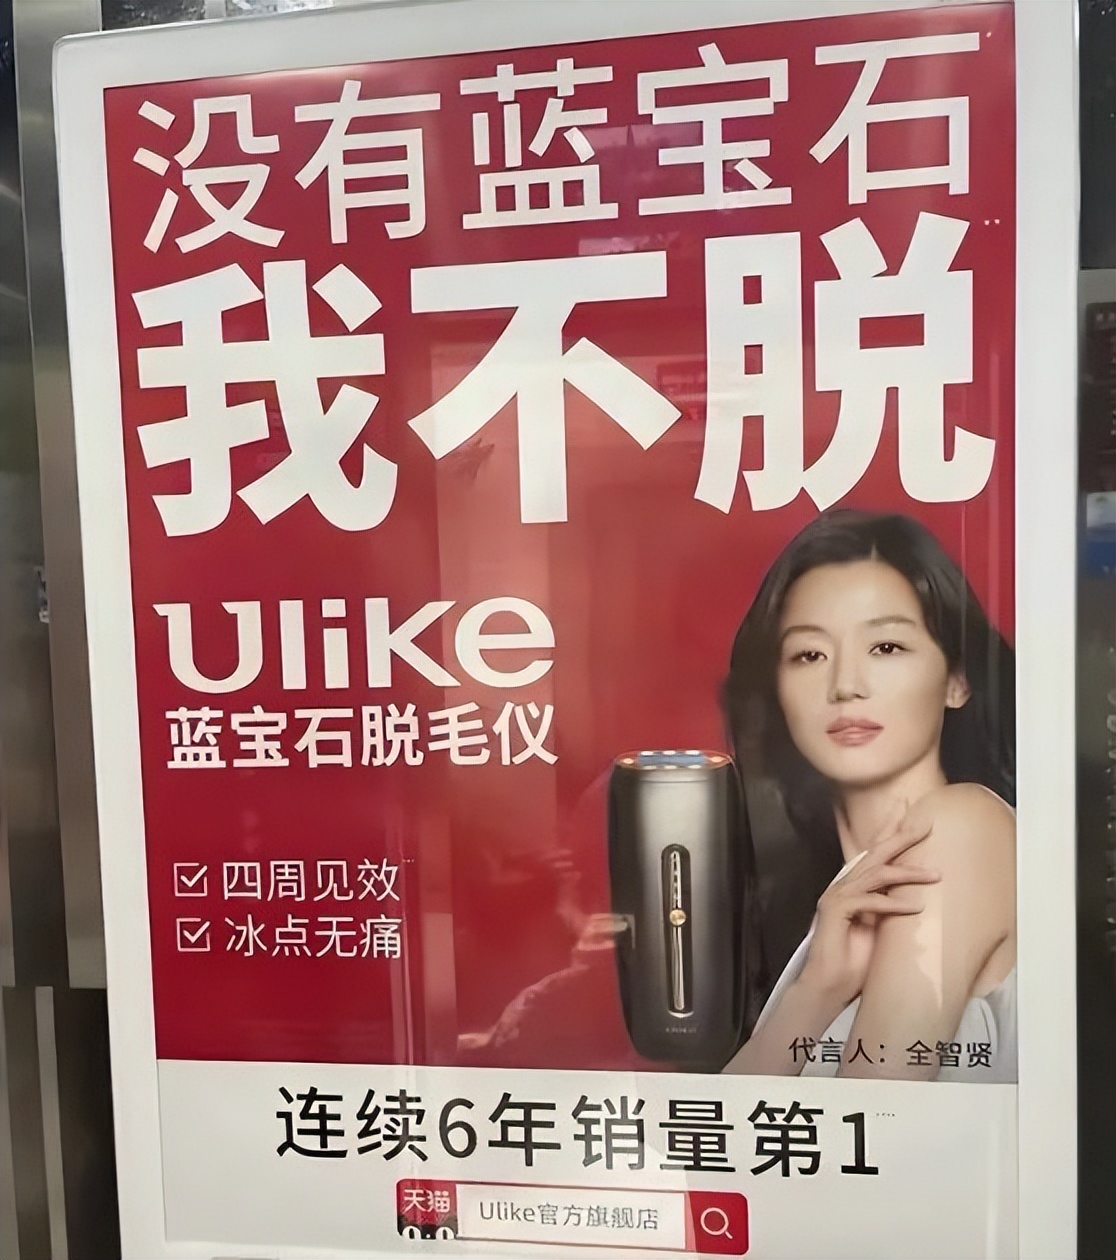 没有蓝宝石
我不脱
Ulike
蓝宝石脱毛仪
四周见效
冰点无痛
代言人：全智贤
连续6年销量第1
天猫
Ulike官方旗舰店